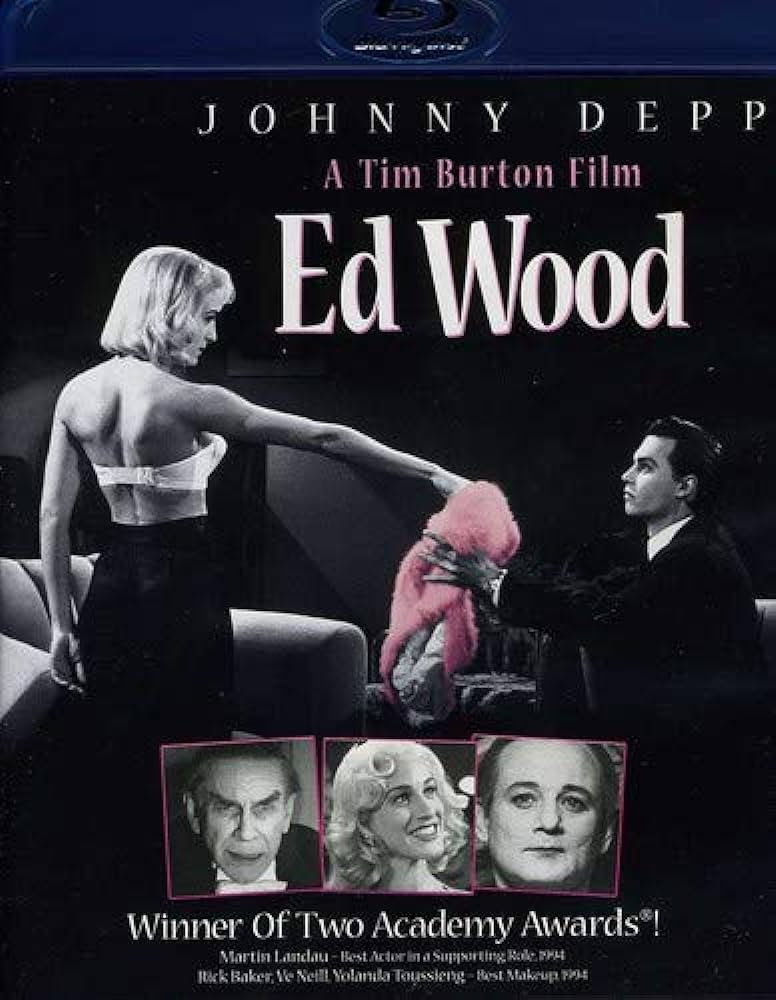 JOHNNY DEPP
A Tim Burton Film
Ed Wood
Winner Of Two Academy Awards®!
Martin Landau – Best Actor in a Supporting Role, 1994
Rick Baker, Ve Neill, Yolanda Toussieng – Best Makeup, 1994